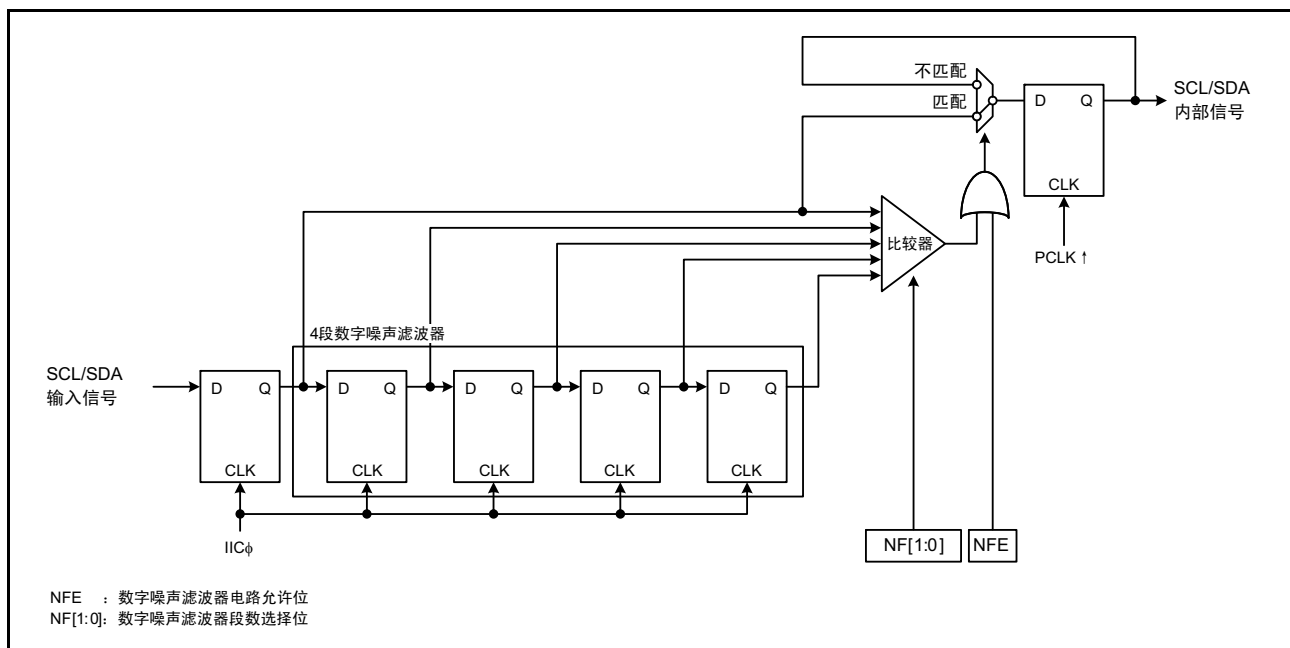 不匹配
匹配
D Q
CLK
SCL/SDA
内部信号
PCLK↑
比较器
4段数字噪声滤波器
SCL/SDA
输入信号
D Q
CLK
D Q
CLK
D Q
CLK
D Q
CLK
D Q
CLK
IICφ
NF[1:0]
NFE
NFE ：数字噪声滤波器电路允许位
NF[1:0]：数字噪声滤波器段数选择位